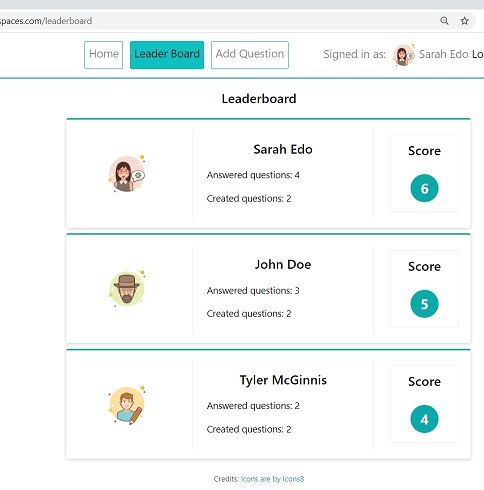 spaces.com/leaderboard
Home Leader Board Add Question Signed in as: Sarah Edo Lo
Leaderboard
Sarah Edo
Answered questions: 4
Created questions: 2
Score
6
John Doe
Answered questions: 3
Created questions: 2
Score
5
Tyler McGinnis
Answered questions: 2
Created questions: 2
Score
4
Credits: Icons are by Icons8